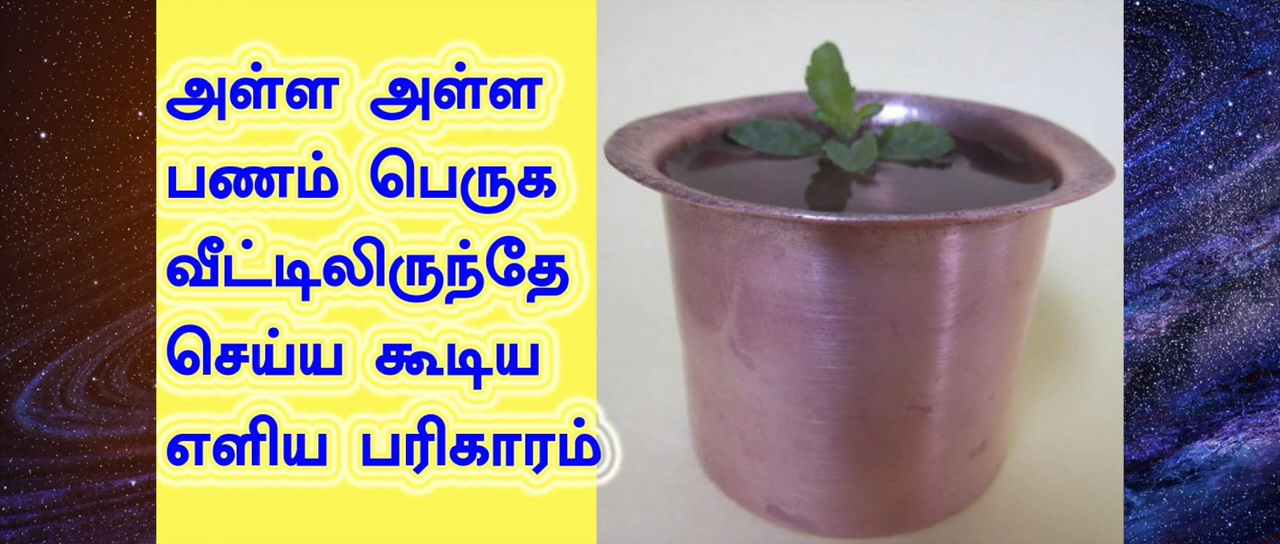 அள்ள அள்ள
பணம் பெருக
வீட்டிலிருந்தே
செய்ய கூடிய
எளிய பரிகாரம்